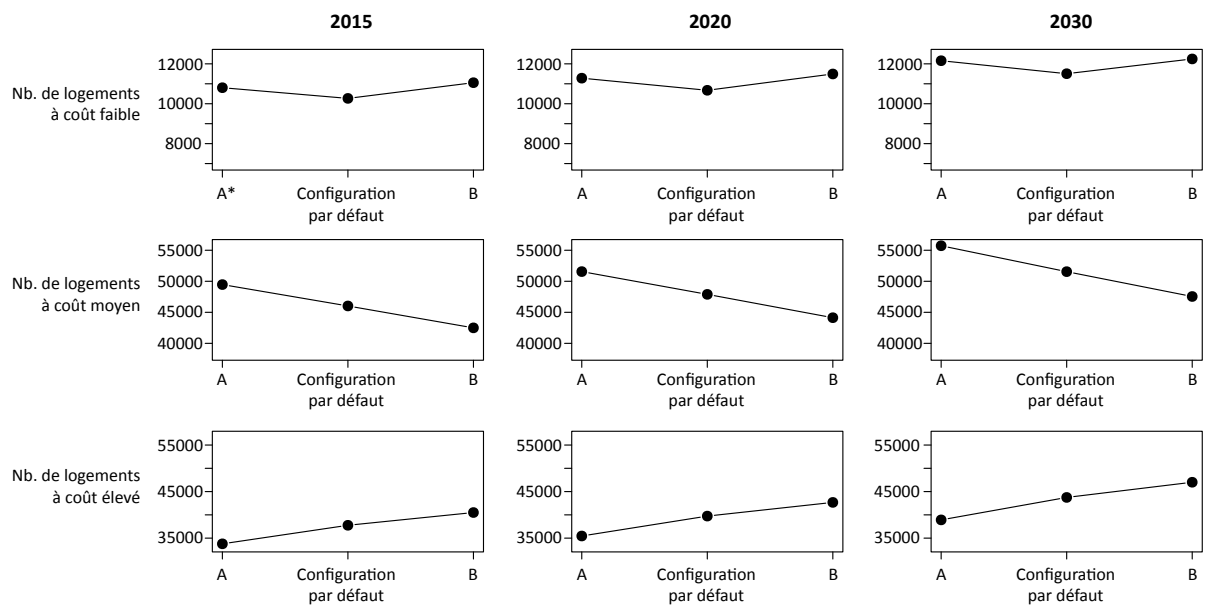 2015 2020 2030
Nb. de logements
à coût faible
12000 12000 12000
10000 10000 10000
8000 8000 8000
A* Configuration B A Configuration B A Configuration B
par défaut par défaut par défaut
Nb. de logements
à coût moyen
55000 55000 55000
50000 50000 50000
45000 45000 45000
40000 40000 40000
A Configuration B A Configuration B A Configuration B
par défaut par défaut par défaut
Nb. de logements
à coût élevé
55000 55000 55000
45000 45000 45000
35000 35000 35000
A Configuration B A Configuration B A Configuration B
par défaut par défaut par défaut